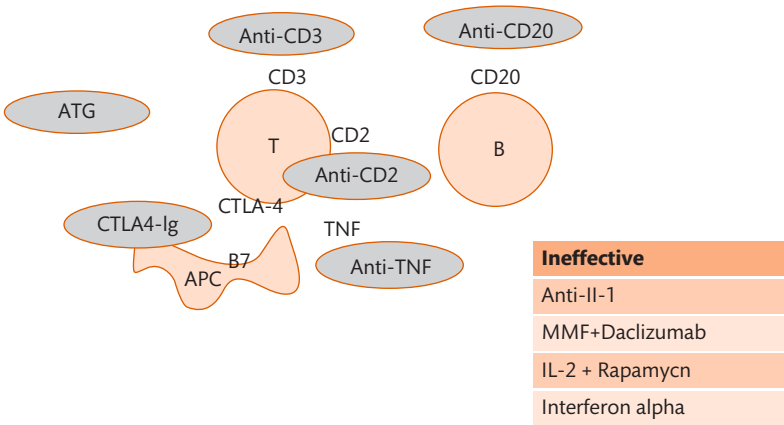 Anti-CD3
Anti-CD20
CD3
CD20
ATG
T
CD2
B
Anti-CD2
CTLA-4
CTLA4-Ig
TNF
B7
APC
Anti-TNF
Ineffective
Anti-II-1
MMF+Daclizumab
IL-2 + Rapamycn
Interferon alpha